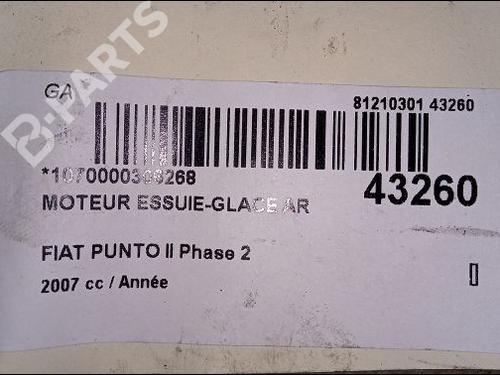 GA
81210301 43260
B-PARTS
*1070000306268
43260
MOTEUR ESSUIE-GLACE AR
FIAT PUNTO II Phase 2
2007 cc / Année